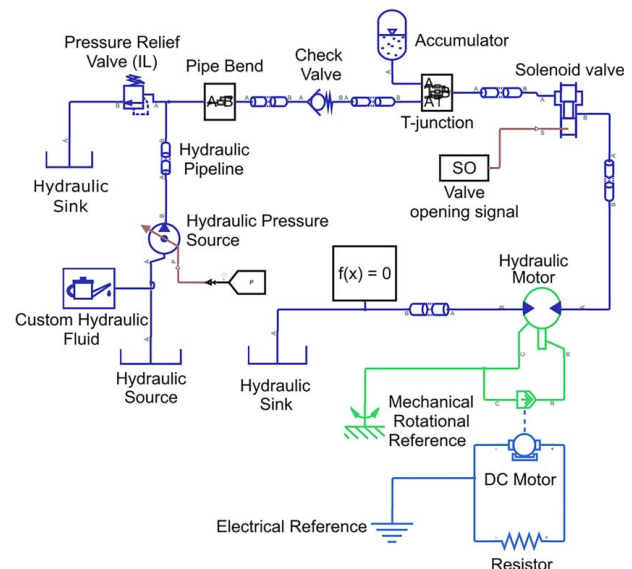 Pressure Relief
Valve (IL)
Pipe Bend
Check
Valve
Accumulator
Solenoid valve
T-junction
SO
Valve
opening signal
Hydraulic
Pipeline
Hydraulic
Sink
Hydraulic Pressure
Source
P
Custom Hydraulic
Fluid
Hydraulic
Source
f(x) = 0
Hydraulic
Motor
Hydraulic
Sink
Mechanical
Rotational
Reference
C
R
DC Motor
Electrical Reference
Resistor